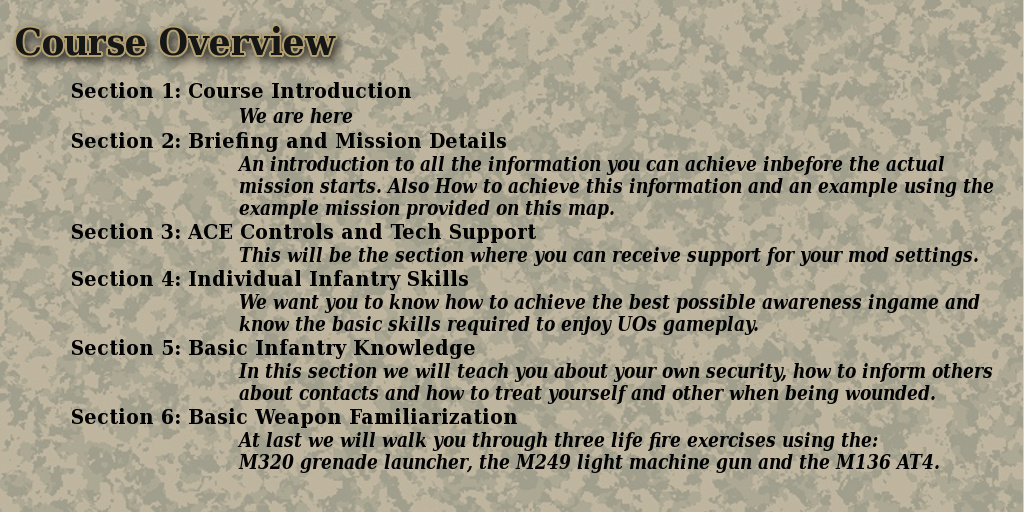 Course Overview
Section 1: Course Introduction
We are here
Section 2: Briefing and Mission Details
An introduction to all the information you can achieve inbefore the actual
mission starts. Also How to achieve this information and an example using the
example mission provided on this map.
Section 3: ACE Controls and Tech Support
This will be the section where you can receive support for your mod settings.
Section 4: Individual Infantry Skills
We want you to know how to achieve the best possible awareness ingame and
know the basic skills required to enjoy UOs gameplay.
Section 5: Basic Infantry Knowledge
In this section we will teach you about your own security, how to inform others
about contacts and how to treat yourself and other when being wounded.
Section 6: Basic Weapon Familiarization
At last we will walk you through three life fire exercises using the:
M320 grenade launcher, the M249 light machine gun and the M136 AT4.